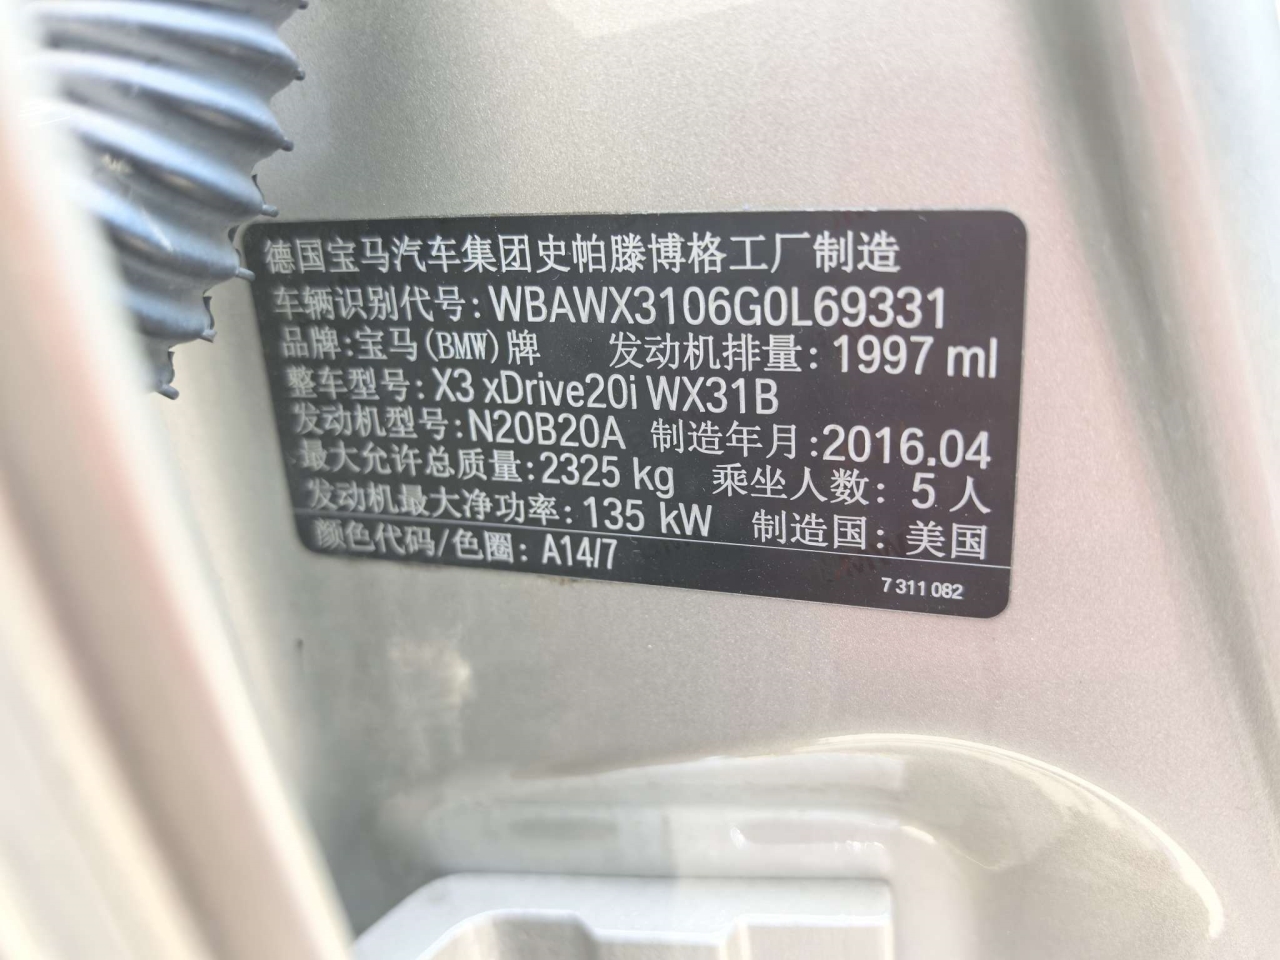 德国宝马汽车集团史帕滕博格工厂制造
车辆识别代号: WBAWX3106G0L69331
品牌: 宝马(BMW)牌 发动机排量: 1997 ml
整车型号: X3 xDrive20i WX31B
发动机型号: N20B20A 制造年月: 2016.04
最大允许总质量: 2325 kg 乘坐人数: 5 人
发动机最大净功率: 135 kW 制造国: 美国
颜色代码/色圈: A14/7
7 311 082